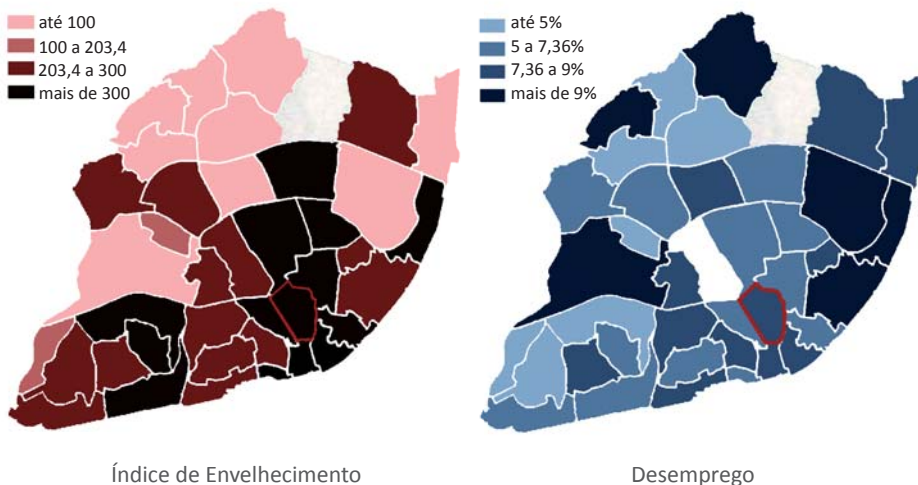 até 100
100 a 203,4
203,4 a 300
mais de 300
até 5%
5 a 7,36%
7,36 a 9%
mais de 9%
Índice de Envelhecimento
Desemprego